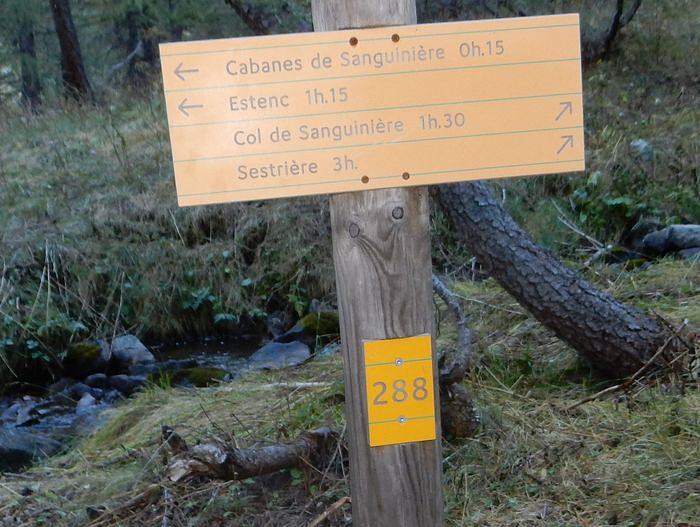 ← Cabanes de Sanguinière 0h.15
← Estenc 1h.15
Col de Sanguinière 1h.30 ↗
Sestrière 3h. ↗
288